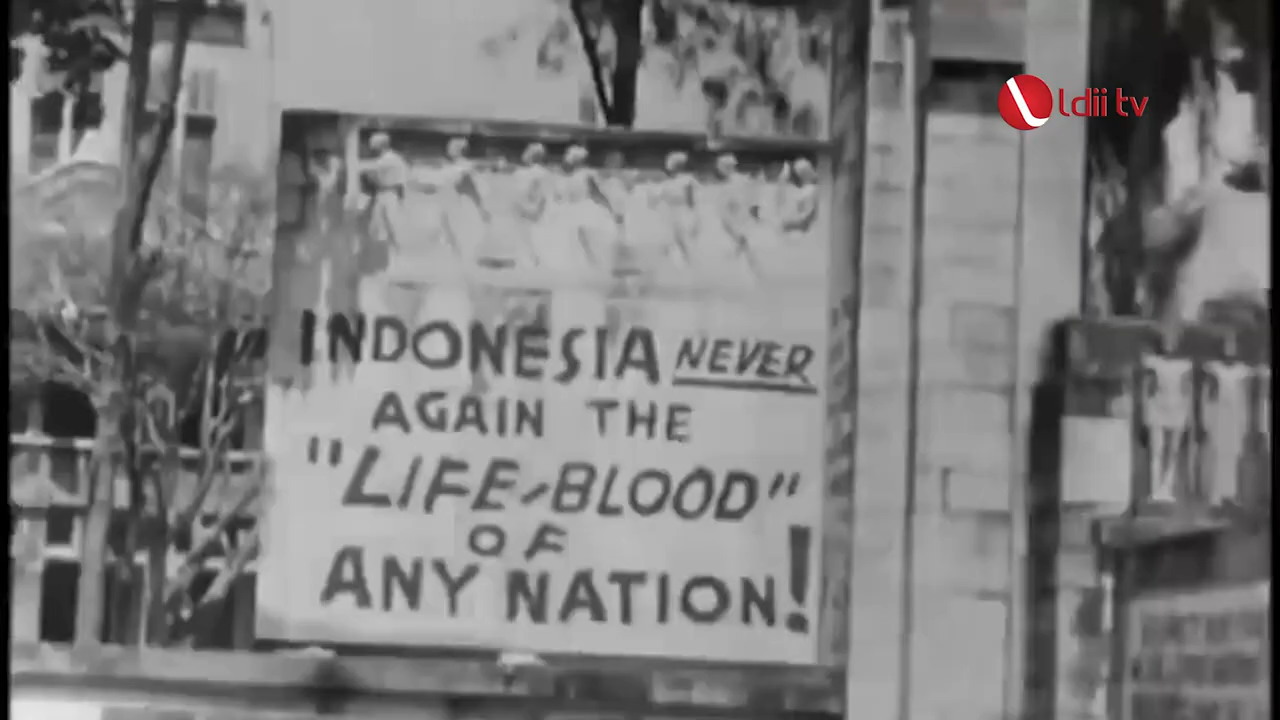 ldii tv
INDONESIA NEVER
AGAIN THE
"LIFE-BLOOD"
OF
ANY NATION!